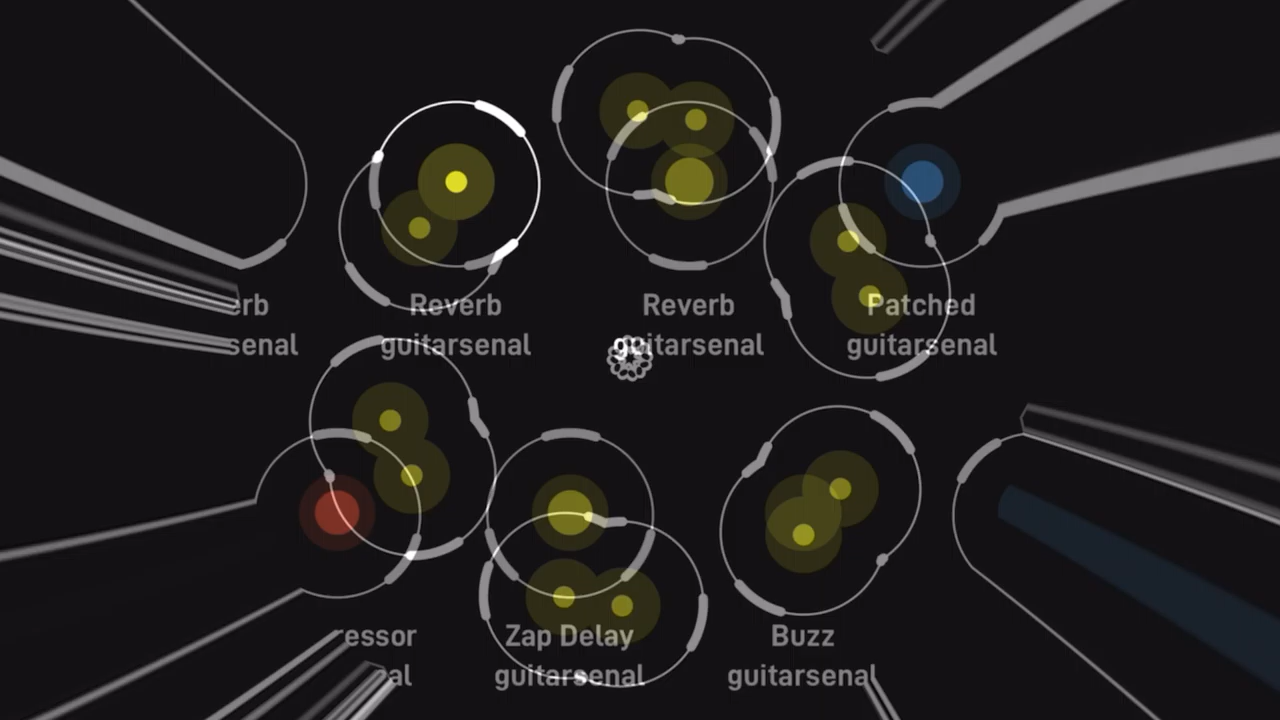 erb
Reverb
Reverb
Patched
senal
guitarsenal
guitarsenal
guitarsenal
essor
Zap Delay
Buzz
al
guitarsenal
guitarsenal